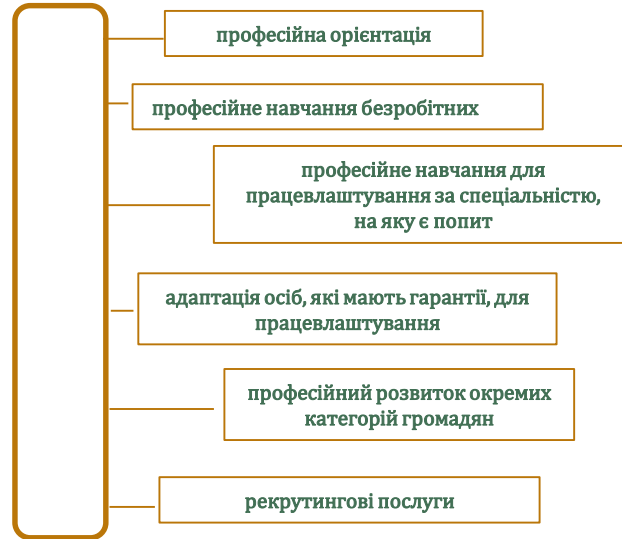 професійна орієнтація
професійне навчання безробітних
професійне навчання для
працевлаштування за спеціальністю,
на яку є попит
адаптація осіб, які мають гарантії, для
працевлаштування
професійний розвиток окремих
категорій громадян
рекрутингові послуги